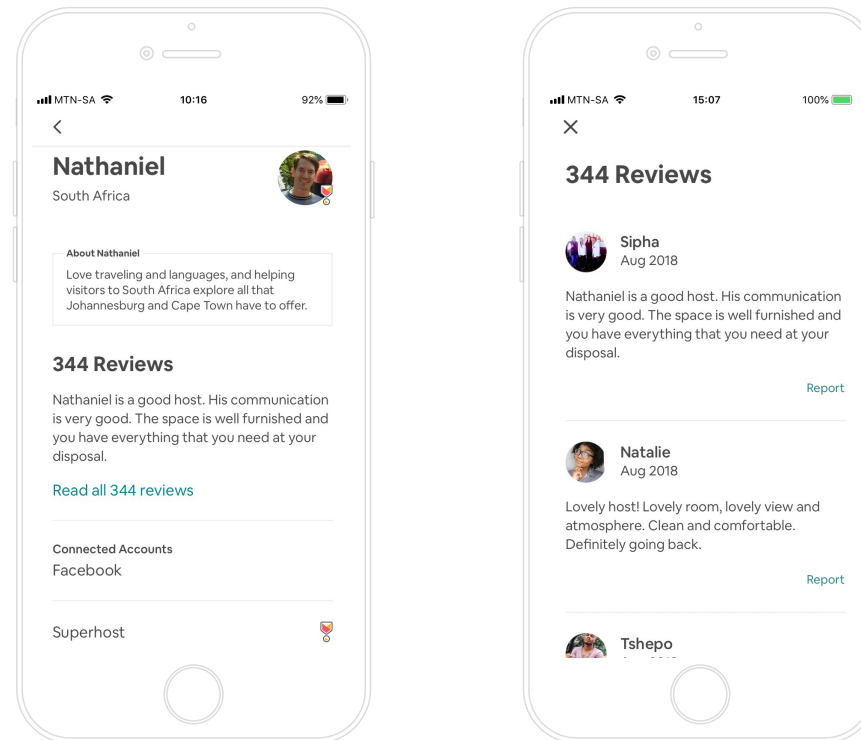 MTN-SA 10:16 92%
Nathaniel
South Africa
About Nathaniel
Love traveling and languages, and helping
visitors to South Africa explore all that
Johannesburg and Cape Town have to offer.
344 Reviews
Nathaniel is a good host. His communication
is very good. The space is well furnished and
you have everything that you need at your
disposal.
Read all 344 reviews
Connected Accounts
Facebook
Superhost
MTN-SA 15:07 100%
344 Reviews
Sipha
Aug 2018
Nathaniel is a good host. His communication
is very good. The space is well furnished and
you have everything that you need at your
disposal.
Report
Natalie
Aug 2018
Lovely host! Lovely room, lovely view and
atmosphere. Clean and comfortable.
Definitely going back.
Report
Tshepo